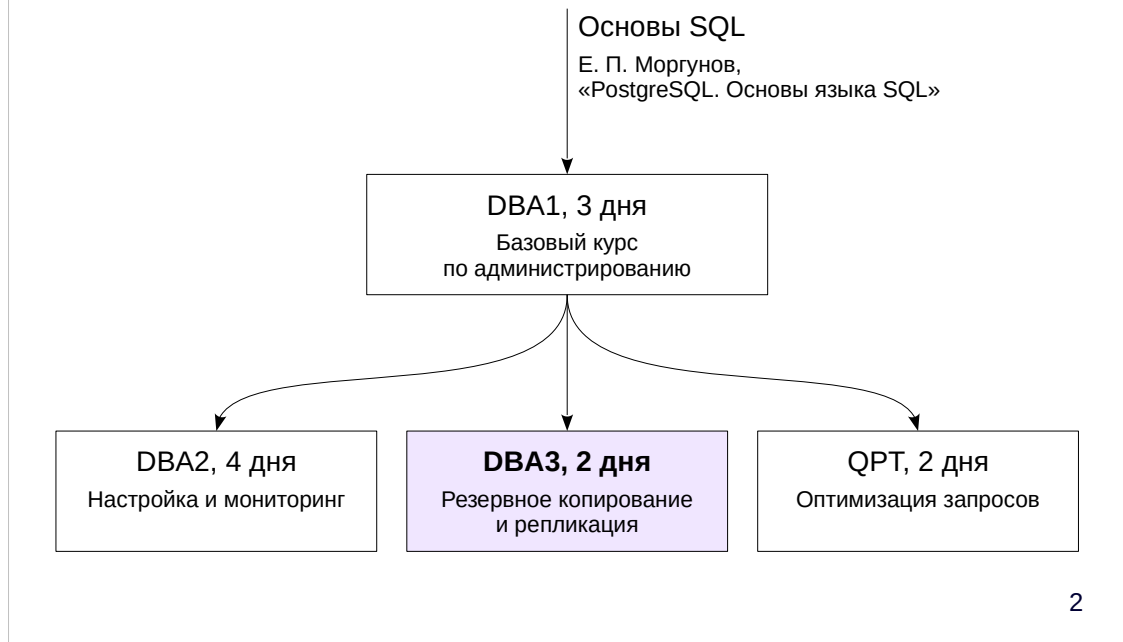 Основы SQL
Е. П. Моргунов,
«PostgreSQL. Основы языка SQL»
DBA1, 3 дня
Базовый курс
по администрированию
DBA2, 4 дня
Настройка и мониторинг
DBA3, 2 дня
Резервное копирование
и репликация
QPT, 2 дня
Оптимизация запросов
2